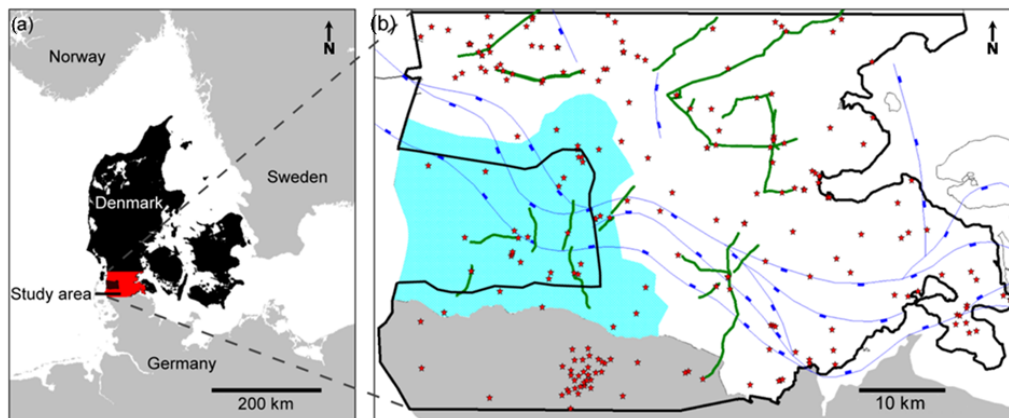 (a)
N
Norway
Sweden
Denmark
Study area
Germany
200 km
(b)
N
10 km